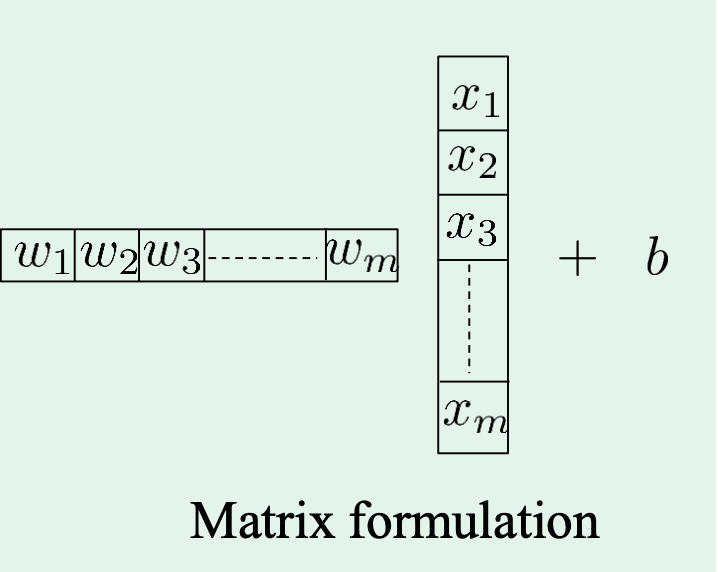 w₁ w₂ w₃ wₘ
x₁
x₂
x₃
xₘ
+ b
Matrix formulation